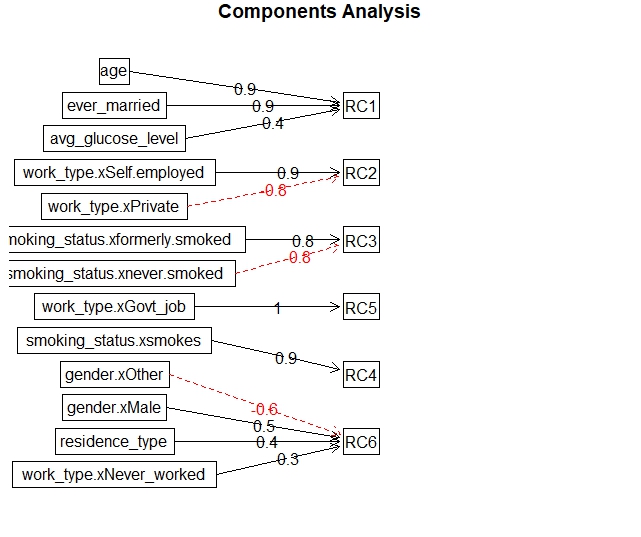 Components Analysis
age
0.9
ever_married
0.9
RC1
avg_glucose_level
0.4
work_type.xSelf.employed
0.9
RC2
work_type.xPrivate
-0.8
moking_status.xformerly.smoked
0.8
RC3
smoking_status.xnever.smoked
-0.8
work_type.xGovt_job
1
RC5
smoking_status.xsmokes
0.9
RC4
gender.xOther
-0.6
gender.xMale
0.5
residence_type
0.4
RC6
work_type.xNever_worked
0.3